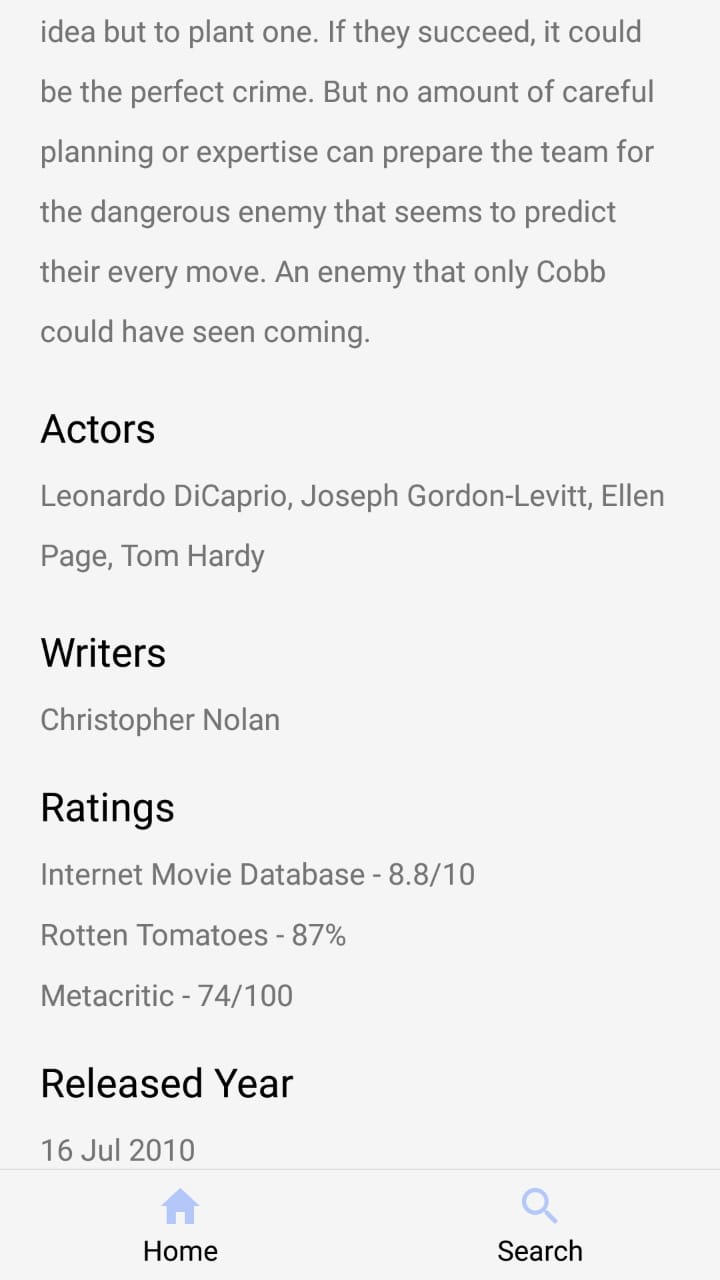 idea but to plant one. If they succeed, it could
be the perfect crime. But no amount of careful
planning or expertise can prepare the team for
the dangerous enemy that seems to predict
their every move. An enemy that only Cobb
could have seen coming.
Actors
Leonardo DiCaprio, Joseph Gordon-Levitt, Ellen
Page, Tom Hardy
Writers
Christopher Nolan
Ratings
Internet Movie Database - 8.8/10
Rotten Tomatoes - 87%
Metacritic - 74/100
Released Year
16 Jul 2010
Home
Search